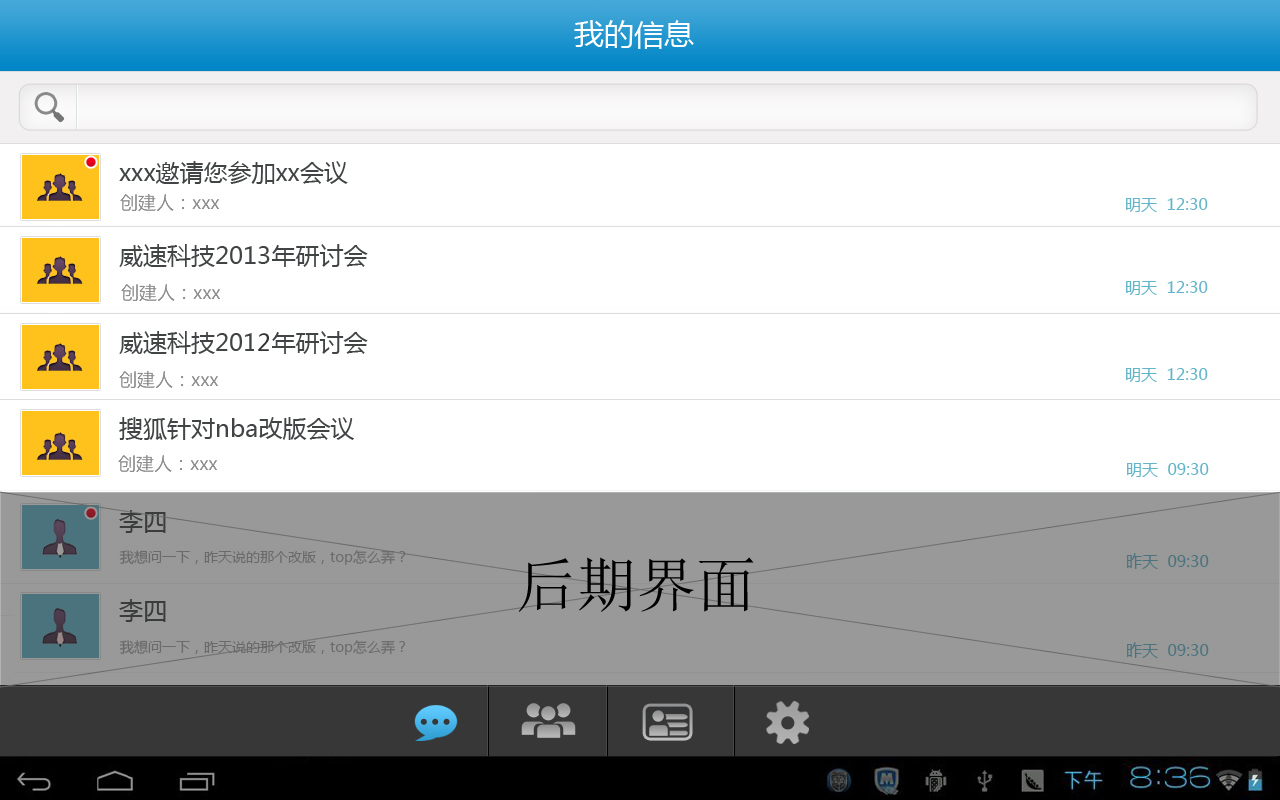 我的信息
xxx邀请您参加xx会议
创建人：xxx
明天 12:30
威速科技2013年研讨会
创建人：xxx
明天 12:30
威速科技2012年研讨会
创建人：xxx
明天 12:30
搜狐针对nba改版会议
创建人：xxx
明天 09:30
李四
我想问一下，昨天说的那个改版，top怎么弄？
昨天 09:30
后期界面
李四
我想问一下，昨天说的那个改版，top怎么弄？
昨天 09:30
下午 8:36